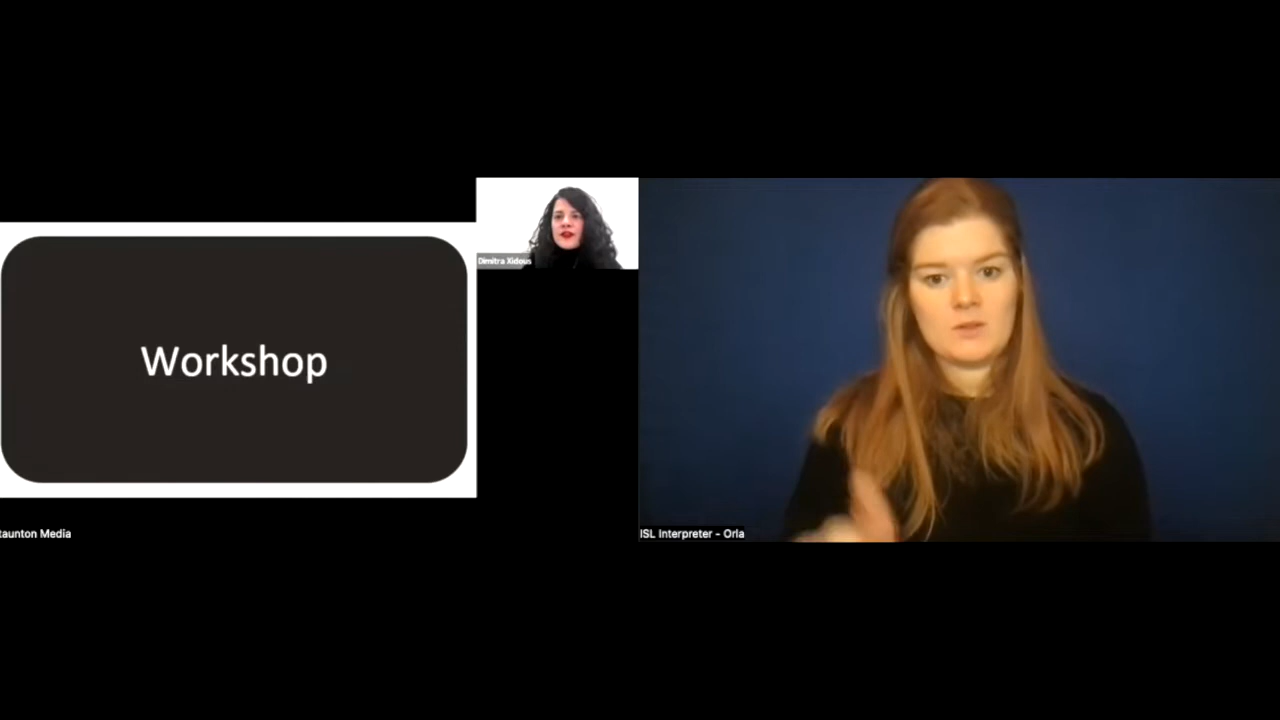 Workshop
Dimitra Xidous
taunton Media
ISL Interpreter - Orla